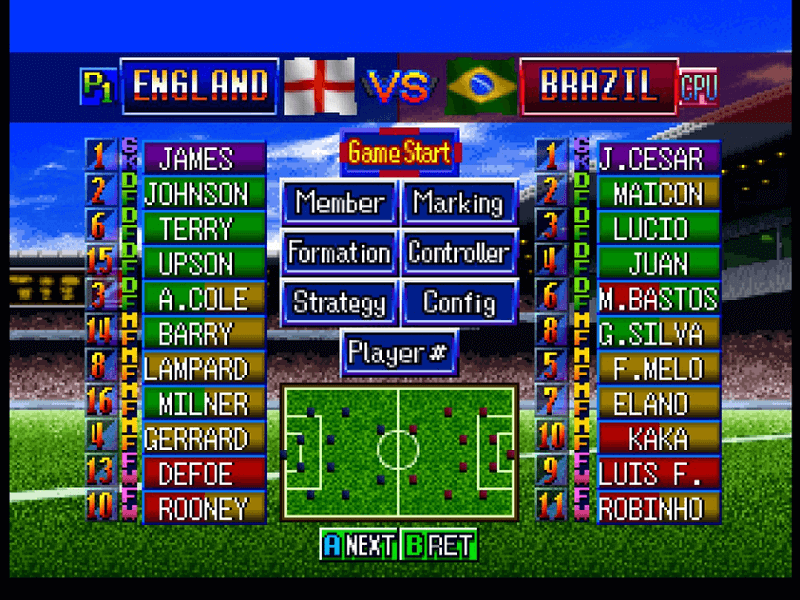 P1 ENGLAND VS BRAZIL CPU
Game Start
Member Marking
Formation Controller
Strategy Config
Player #
1 GK JAMES
2 DF JOHNSON
6 DF TERRY
15 DF UPSON
3 DF A.COLE
14 MF BARRY
8 MF LAMPARD
16 MF MILNER
4 MF GERRARD
13 FW DEFOE
10 FW ROONEY
1 GK J.CESAR
2 DF MAICON
3 DF LUCIO
4 DF JUAN
6 DF M.BASTOS
8 MF G.SILVA
5 MF F.MELO
7 MF ELANO
10 MF KAKA
9 FW LUIS F.
11 FW ROBINHO
A NEXT B RET